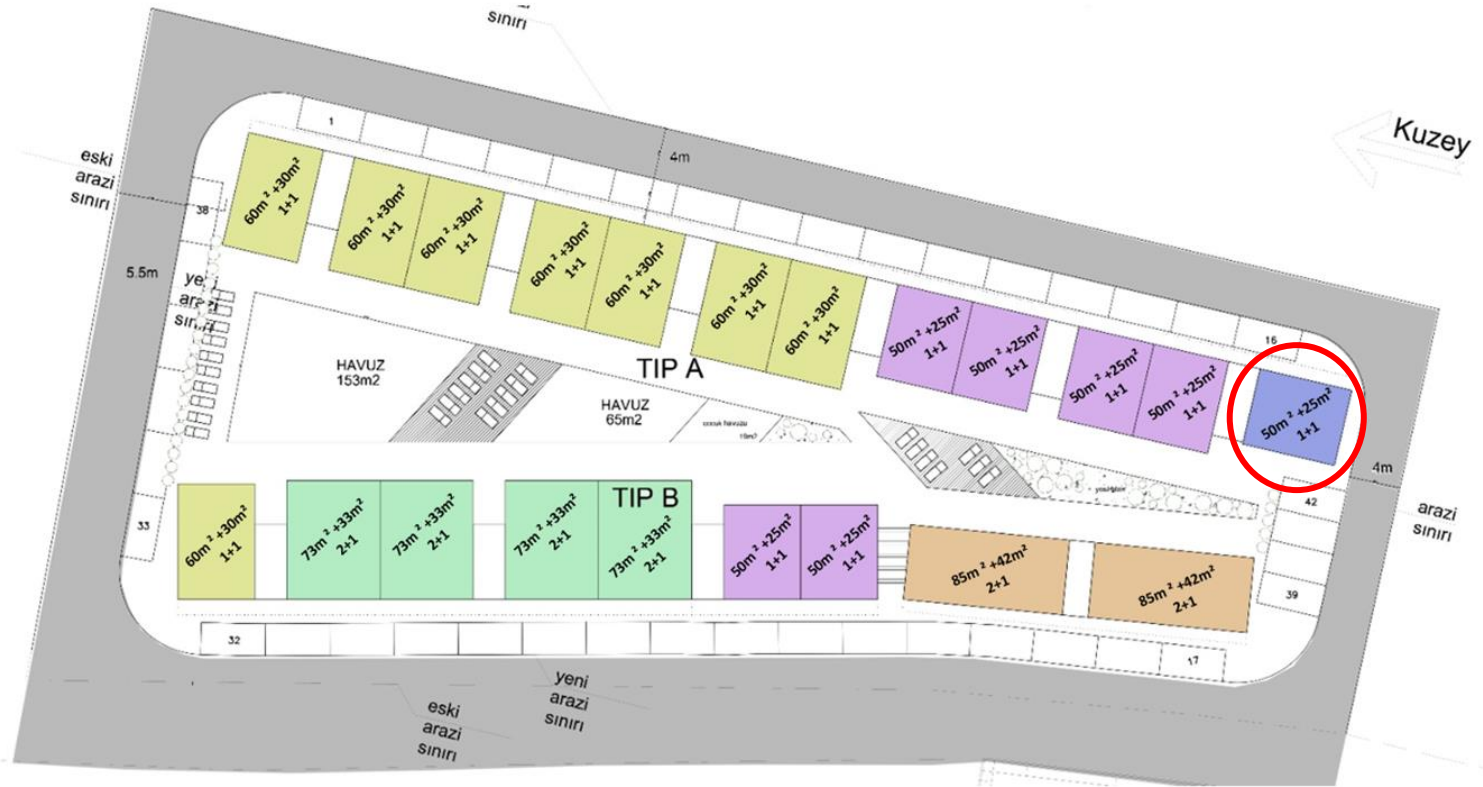 sınırı
Kuzey
1
4m
eski
arazi
sınırı
38
60m² +30m²
1+1
60m² +30m²
1+1
60m² +30m²
1+1
60m² +30m²
1+1
60m² +30m²
1+1
60m² +30m²
1+1
60m² +30m²
1+1
50m² +25m²
1+1
50m² +25m²
1+1
50m² +25m²
1+1
50m² +25m²
1+1
16
50m² +25m²
1+1
5.5m
HAVUZ
153m2
TIP A
HAVUZ
65m2
cocuk havuzu
4m
arazi
sınırı
42
39
33
TIP B
60m² +30m²
1+1
73m² +33m²
2+1
73m² +33m²
2+1
73m² +33m²
2+1
73m² +33m²
2+1
50m² +25m²
1+1
50m² +25m²
1+1
85m² +42m²
2+1
85m² +42m²
2+1
32
17
yeni
arazi
sınırı
eski
arazi
sınırı